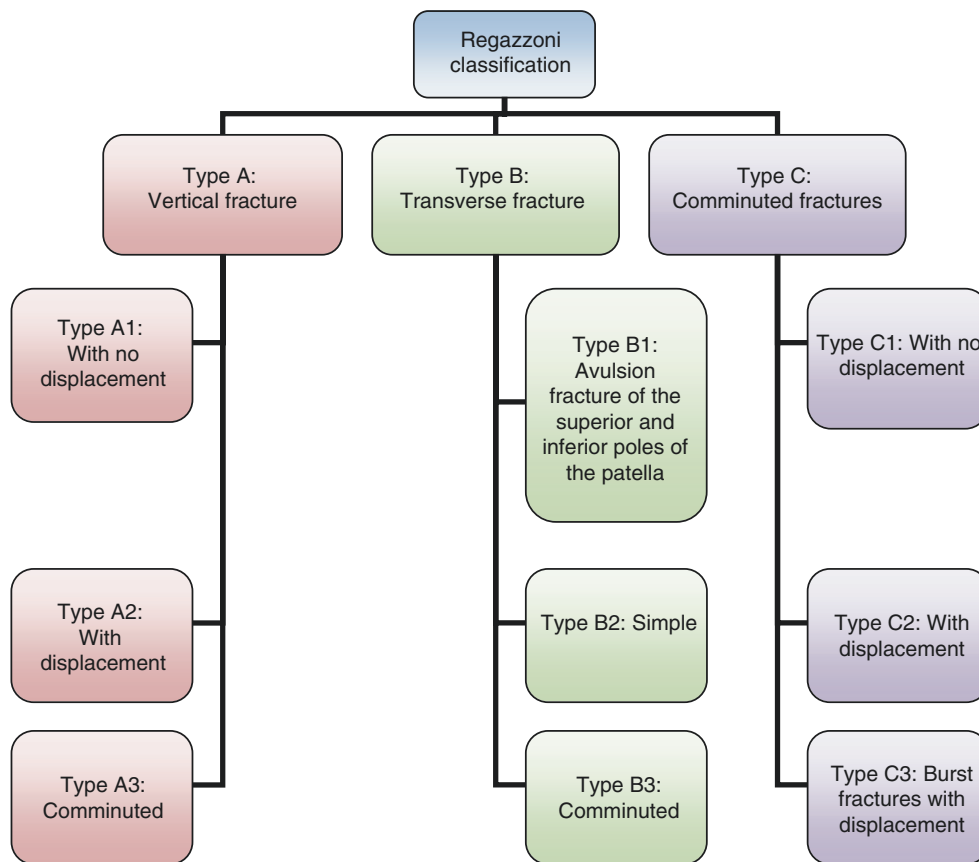 Regazzoni
classification
Type A:
Vertical fracture
Type B:
Transverse fracture
Type C:
Comminuted fractures
Type A1:
With no
displacement
Type B1:
Avulsion
fracture of the
superior and
inferior poles of
the patella
Type C1: With no
displacement
Type A2:
With
displacement
Type B2: Simple
Type C2: With
displacement
Type A3:
Comminuted
Type B3:
Comminuted
Type C3: Burst
fractures with
displacement